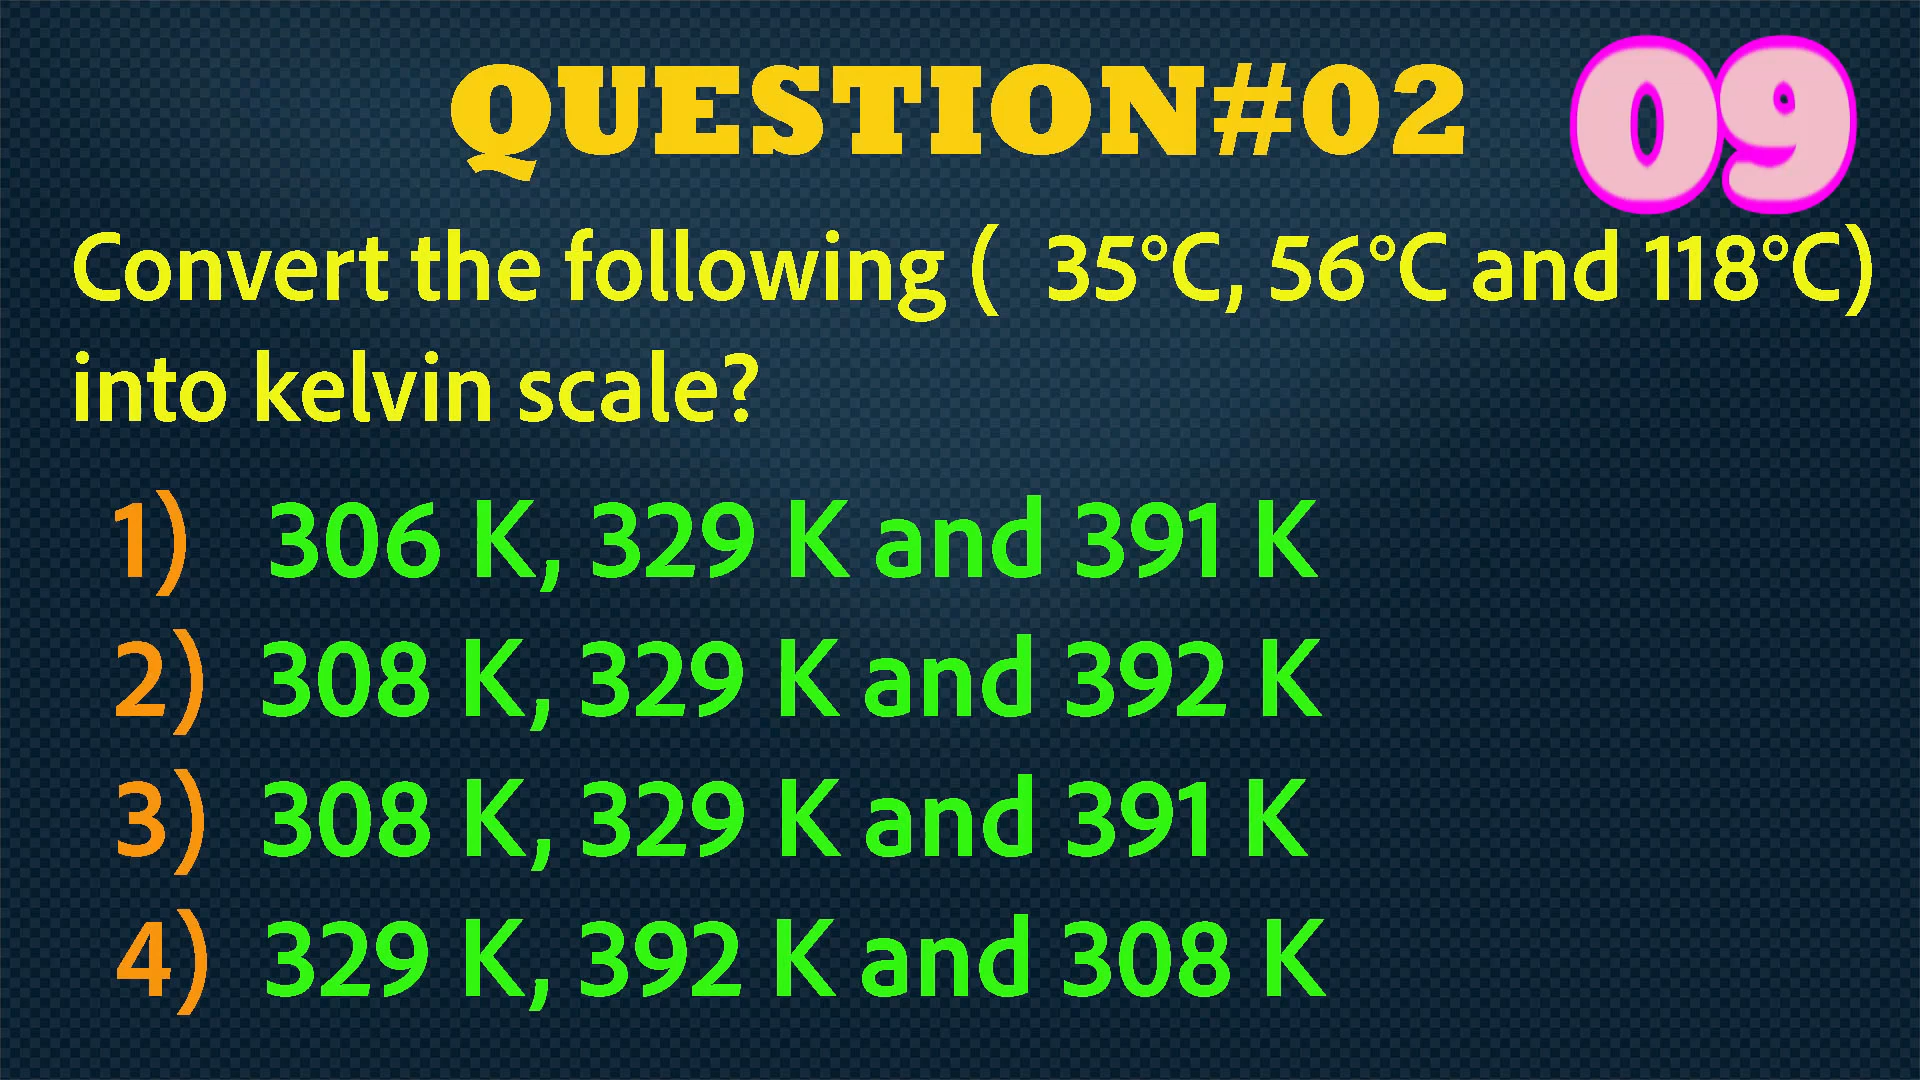 QUESTION#02
09
Convert the following (  35°C, 56°C and 118°C)
into kelvin scale?
1) 306 K, 329 K and 391 K
2) 308 K, 329 K and 392 K
3) 308 K, 329 K and 391 K
4) 329 K, 392 K and 308 K